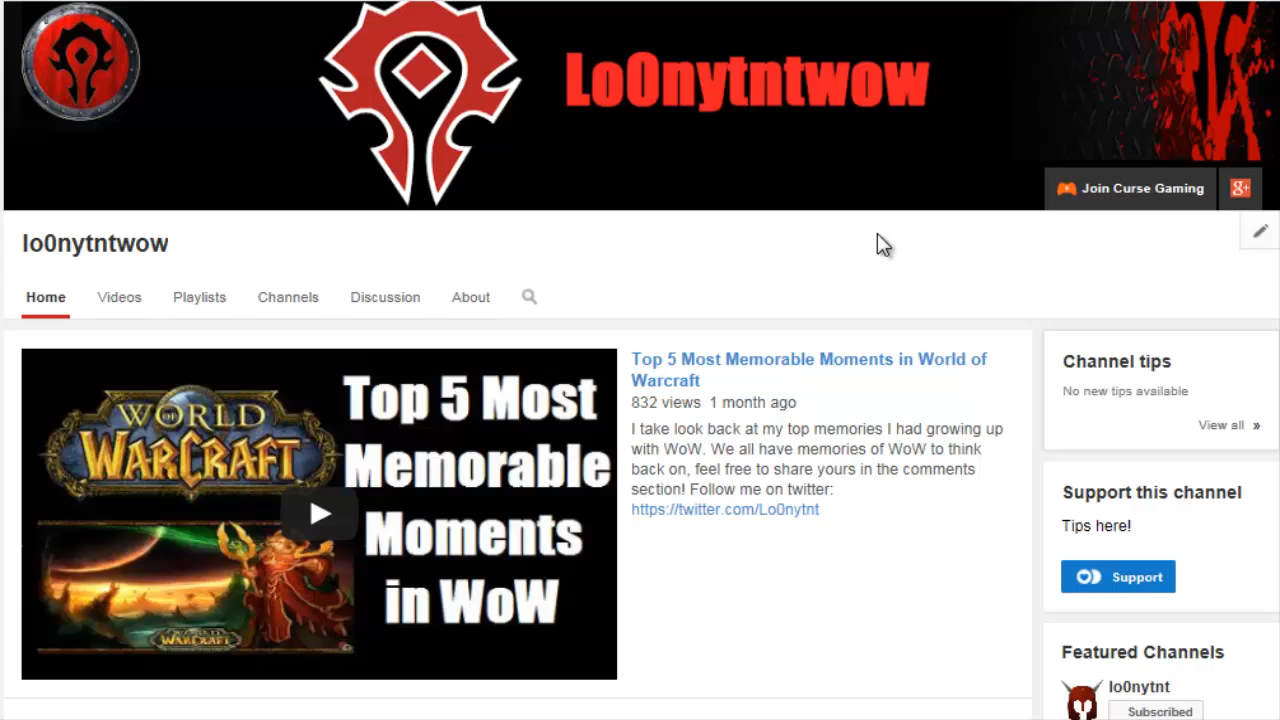 Lo0nytntwow
Join Curse Gaming
g+
lo0nytntwow
Home Videos Playlists Channels Discussion About
WORLD OF WARCRAFT
Top 5 Most
Memorable
Moments
in WoW
WORLD OF WARCRAFT
Top 5 Most Memorable Moments in World of
Warcraft
832 views 1 month ago
I take look back at my top memories I had growing up
with WoW. We all have memories of WoW to think
back on, feel free to share yours in the comments
section! Follow me on twitter:
https://twitter.com/Lo0nytnt
Channel tips
No new tips available
View all »
Support this channel
Tips here!
Support
Featured Channels
lo0nytnt
Subscribed